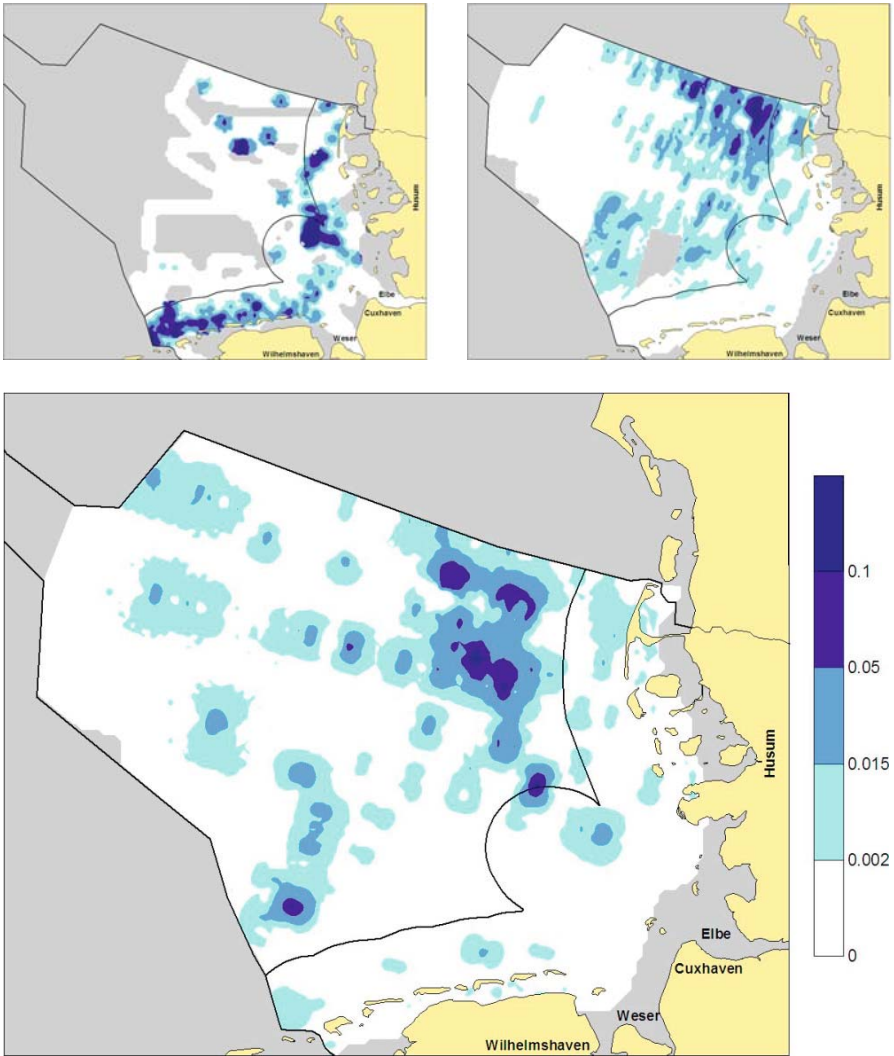 Husum
Elbe
Cuxhaven
Weser
Wilhelmshaven
Husum
Elbe
Cuxhaven
Weser
Wilhelmshaven
0.1
0.05
0.015
0.002
0
Husum
Elbe
Cuxhaven
Weser
Wilhelmshaven